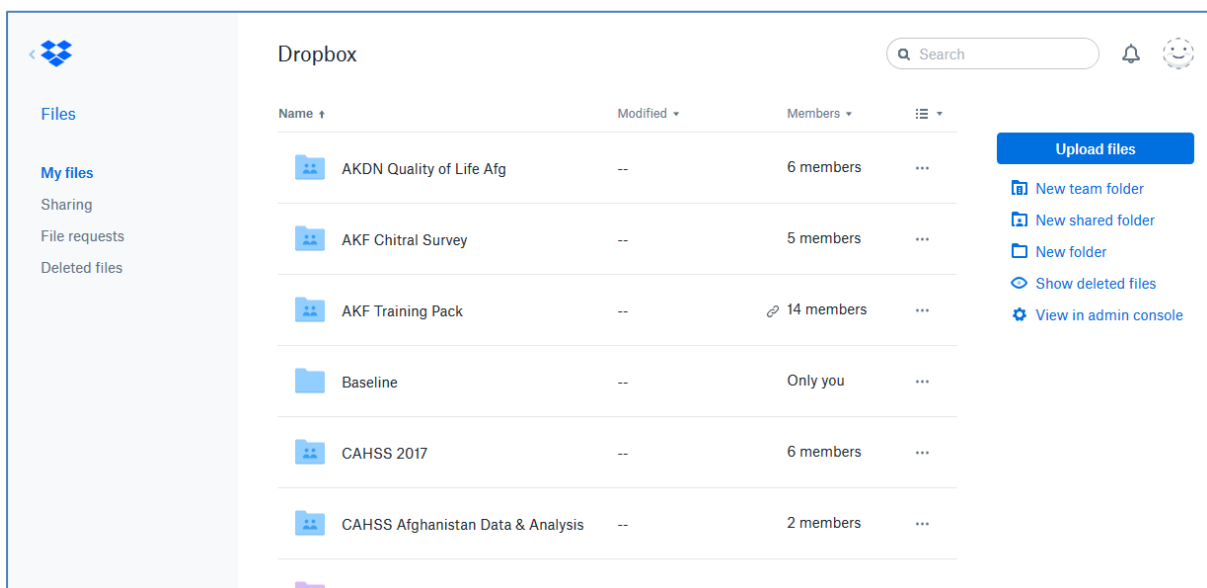 Dropbox
Search
Files
My files
Sharing
File requests
Deleted files
Name Modified Members
AKDN Quality of Life Afg -- 6 members
AKF Chitral Survey -- 5 members
AKF Training Pack -- 14 members
Baseline -- Only you
CAHSS 2017 -- 6 members
CAHSS Afghanistan Data & Analysis -- 2 members
Upload files
New team folder
New shared folder
New folder
Show deleted files
View in admin console